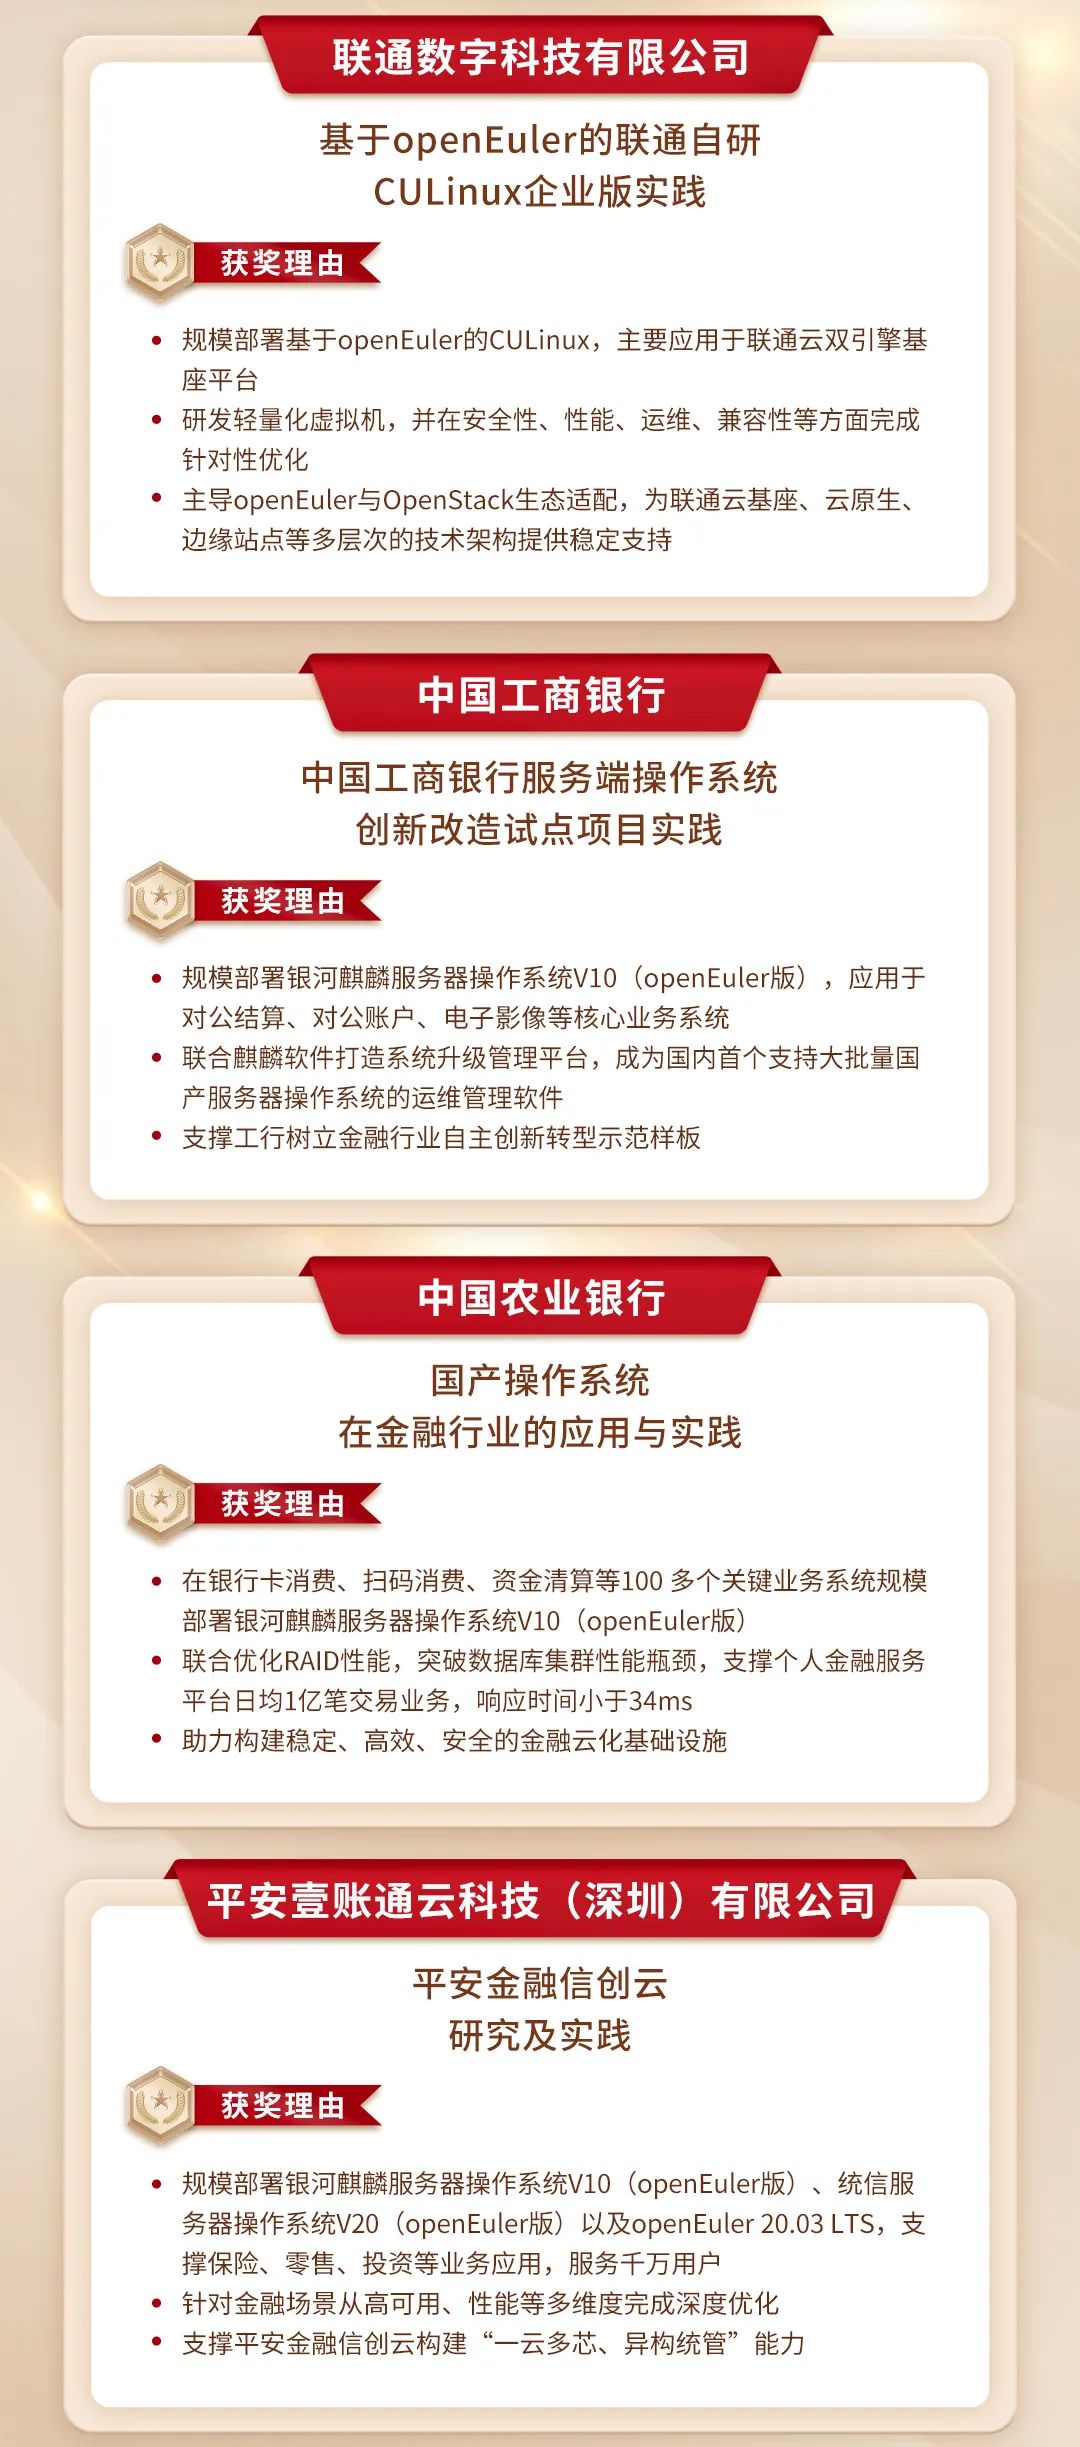 联通数字科技有限公司
基于openEuler的联通自研
CULinux企业版实践
获奖理由
规模部署基于openEuler的CULinux，主要应用于联通云双引擎基
座平台
研发轻量化虚拟机，并在安全性、性能、运维、兼容性等方面完成
针对性优化
主导openEuler与OpenStack生态适配，为联通云基座、云原生、
边缘站点等多层次的技术架构提供稳定支持
中国工商银行
中国工商银行服务端操作系统
创新改造试点项目实践
获奖理由
规模部署银河麒麟服务器操作系统V10（openEuler版），应用于
对公结算、对公账户、电子影像等核心业务系统
联合麒麟软件打造系统升级管理平台，成为国内首个支持大批量国
产服务器操作系统的运维管理软件
支撑工行树立金融行业自主创新转型示范样板
中国农业银行
国产操作系统
在金融行业的应用与实践
获奖理由
在银行卡消费、扫码消费、资金清算等100 多个关键业务系统规模
部署银河麒麟服务器操作系统V10（openEuler版）
联合优化RAID性能，突破数据库集群性能瓶颈，支撑个人金融服务
平台日均1亿笔交易业务，响应时间小于34ms
助力构建稳定、高效、安全的金融云化基础设施
平安壹账通云科技（深圳）有限公司
平安金融信创云
研究及实践
获奖理由
规模部署银河麒麟服务器操作系统V10（openEuler版）、统信服
务器操作系统V20（openEuler版）以及openEuler 20.03 LTS，支
撑保险、零售、投资等业务应用，服务千万用户
针对金融场景从高可用、性能等多维度完成深度优化
支撑平安金融信创云构建“一云多芯、异构统管”能力